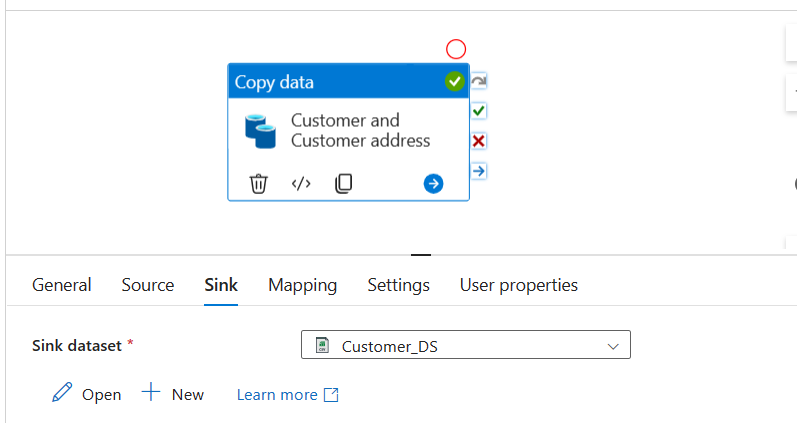 Copy data
Customer and
Customer address
</>
General Source Sink Mapping Settings User properties
Sink dataset * Customer_DS
Open New Learn more